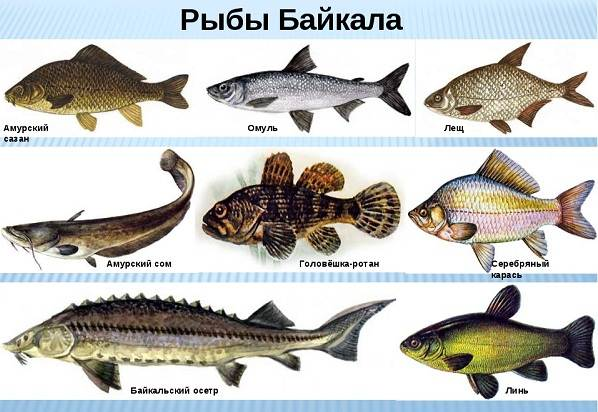 Рыбы Байкала
Амурский
сазан
Омуль
Лещ
Амурский сом
Головёшка-ротан
Серебряный
карась
Байкальский осетр
Линь